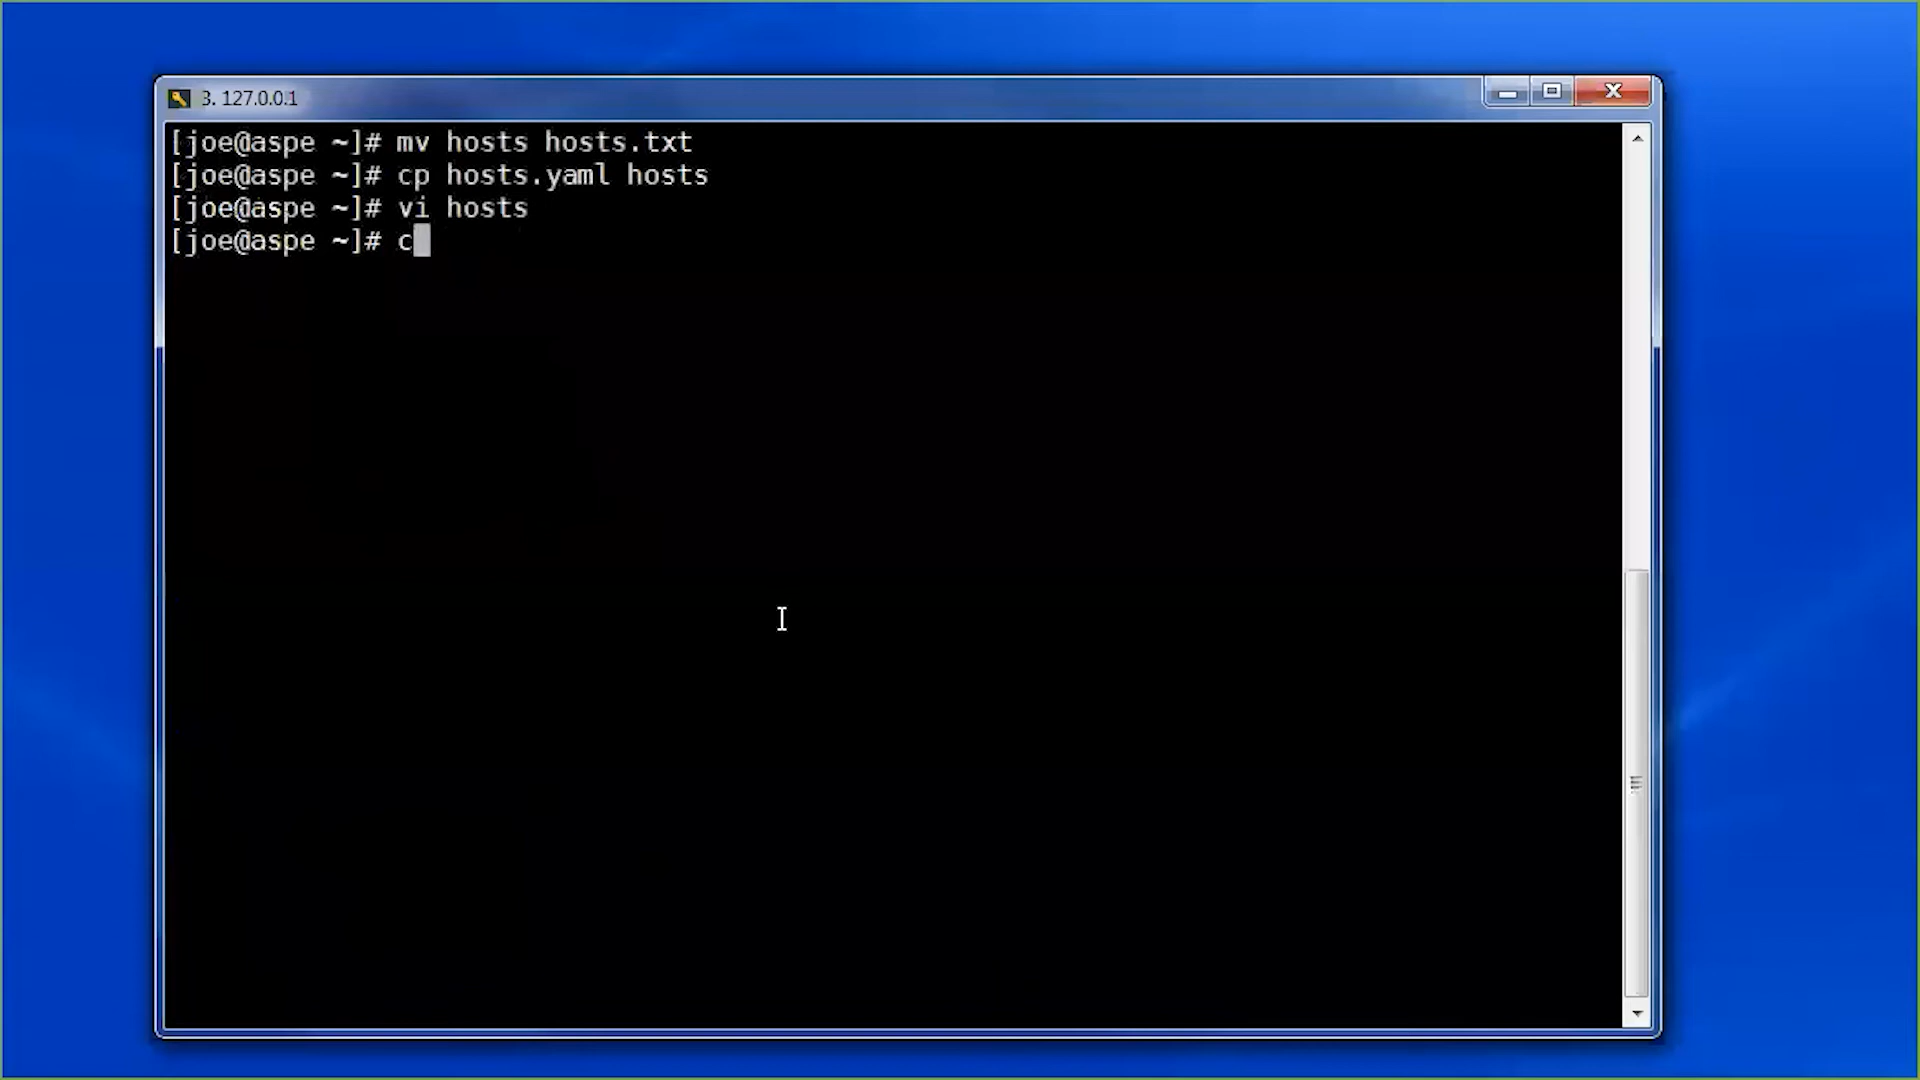 3. 127.0.0.1
[joe@aspe ~]# mv hosts hosts.txt
[joe@aspe ~]# cp hosts.yaml hosts
[joe@aspe ~]# vi hosts
[joe@aspe ~]# c